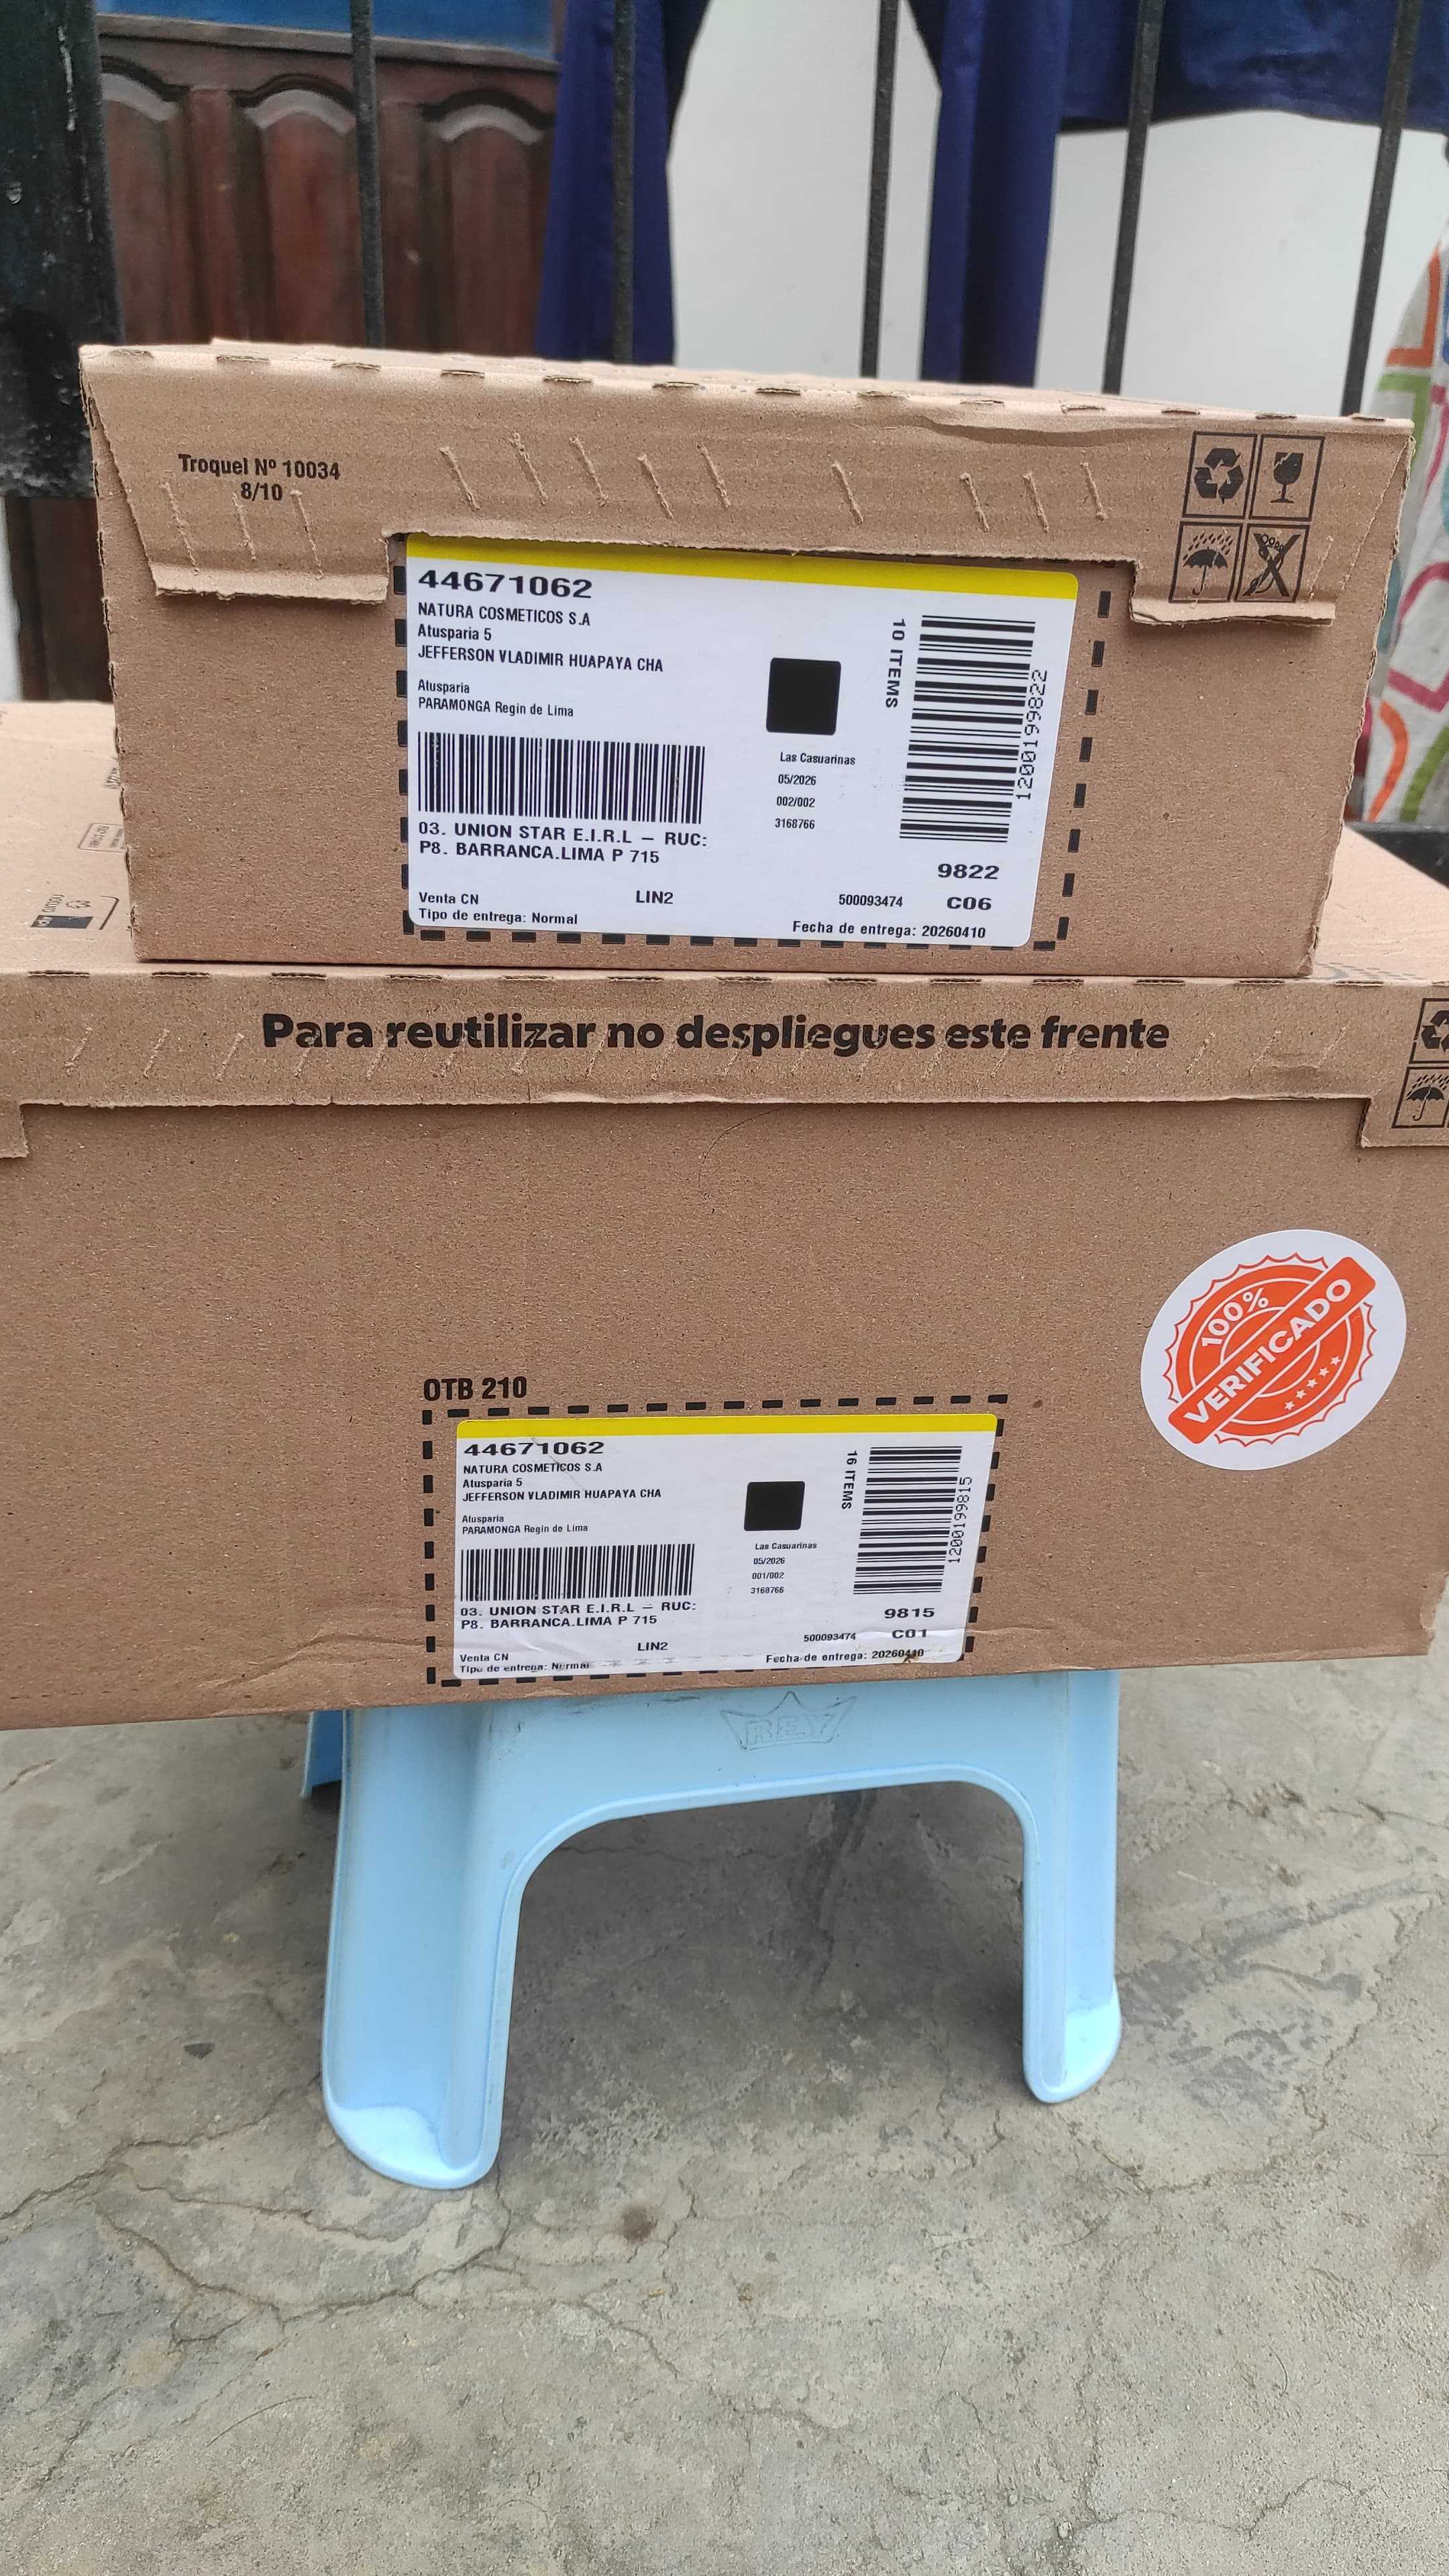 Troquel Nº 10034
8/10
44671062
NATURA COSMETICOS S.A
Atusparia 5
JEFFERSON VLADIMIR HUAPAYA CHA
Atusparia
PARAMONGA Regin de Lima
10 ITEMS
1200199822
Las Casuarinas
05/2026
002/002
3168766
03. UNION STAR E.I.R.L – RUC:
P8. BARRANCA.LIMA P 715
9822
Venta CN LIN2 500093474 C06
Tipo de entrega: Normal Fecha de entrega: 20260410
Para reutilizar no despliegues este frente
100%
VERIFICADO
OTB 210
44671062
NATURA COSMETICOS S.A
Atusparia 5
JEFFERSON VLADIMIR HUAPAYA CHA
Atusparia
PARAMONGA Regin de Lima
16 ITEMS
1200199815
Las Casuarinas
05/2026
001/002
3168766
03. UNION STAR E.I.R.L – RUC:
P8. BARRANCA.LIMA P 715
9815
LIN2 500093474 C01
Venta CN
Tipo de entrega: Normal Fecha de entrega: 20260410
REY